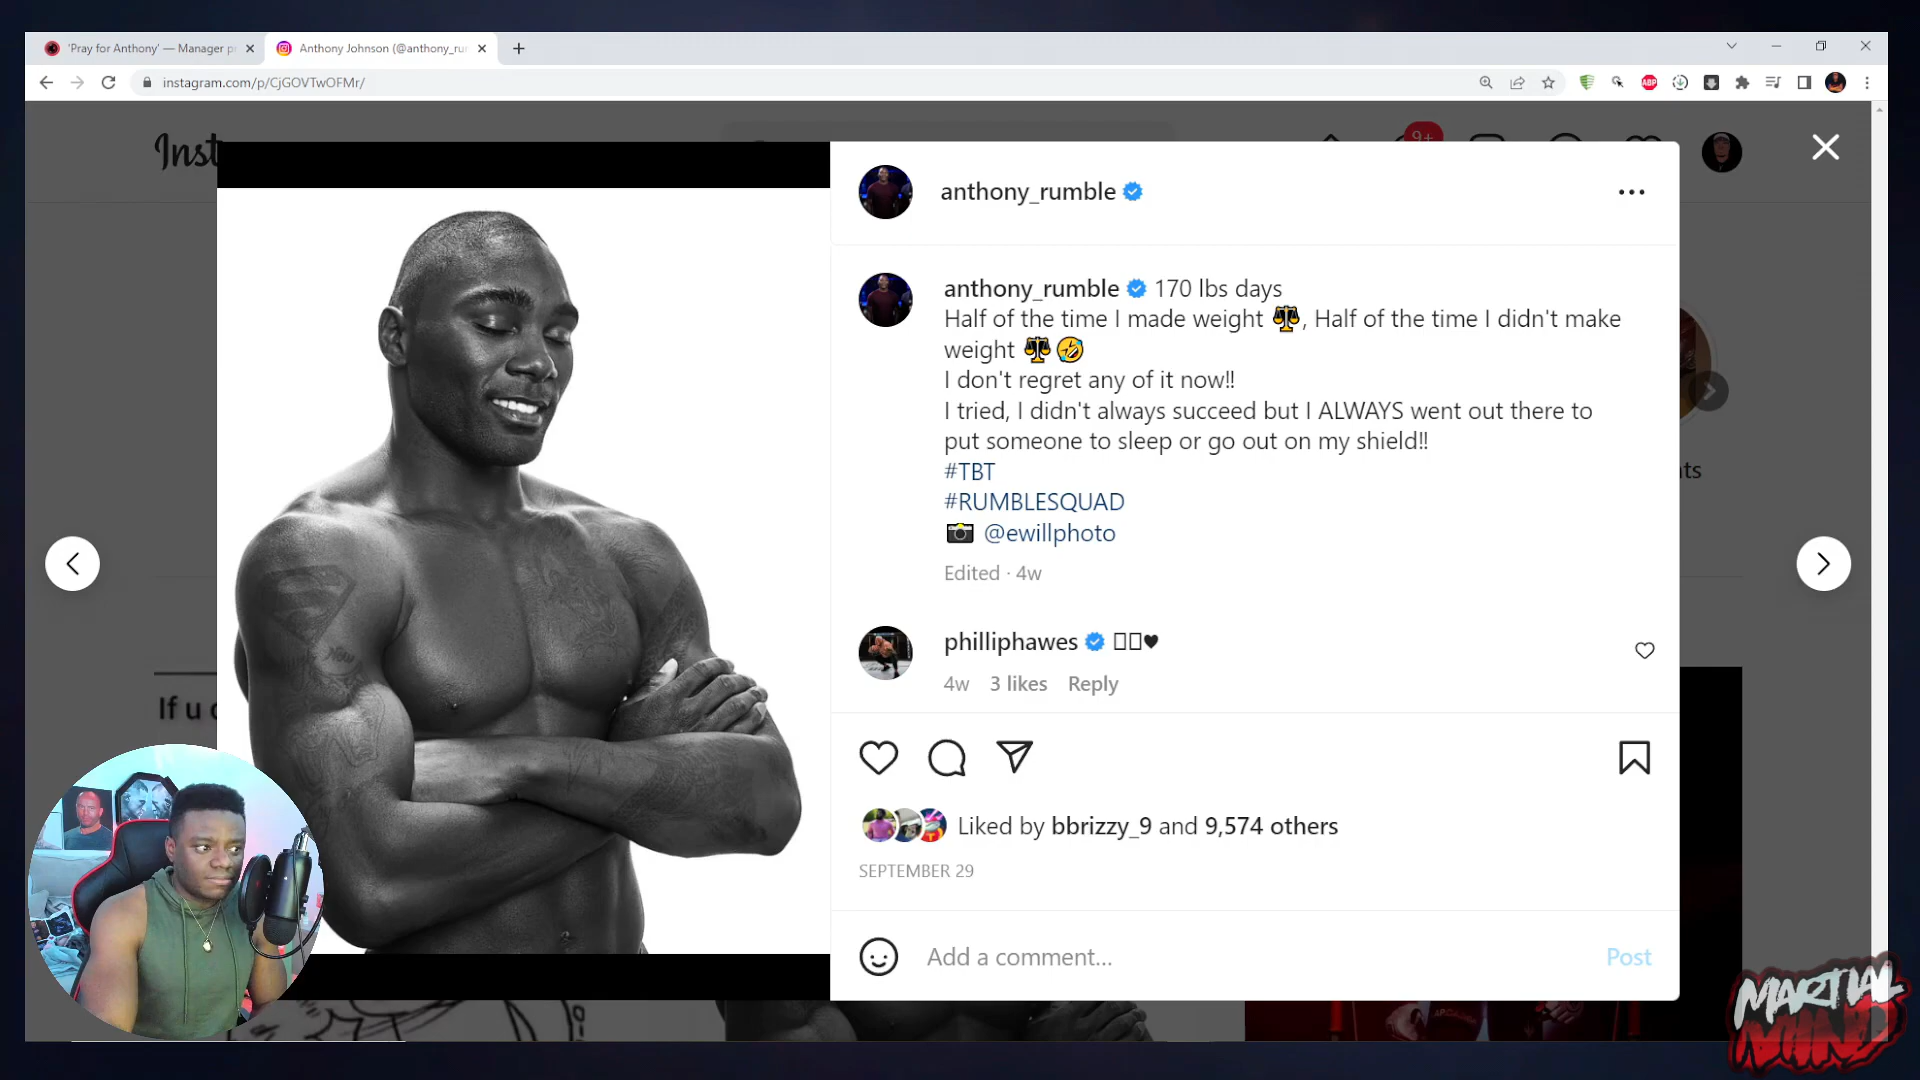 'Pray for Anthony' — Manager p
Anthony Johnson (@anthony_ru
instagram.com/p/CjGOVTwOFMr/
ABP
Inst
9+
anthony_rumble
anthony_rumble 170 lbs days
Half of the time I made weight ⚖️, Half of the time I didn't make
weight ⚖️🤣
I don't regret any of it now!!
I tried, I didn't always succeed but I ALWAYS went out there to
put someone to sleep or go out on my shield!!
#TBT
#RUMBLESQUAD
📷 @ewillphoto
Edited · 4w
philliphawes ▯▯♥
4w 3 likes Reply
If u
Liked by bbrizzy_9 and 9,574 others
SEPTEMBER 29
Add a comment...
Post
MARTIAL
MIND